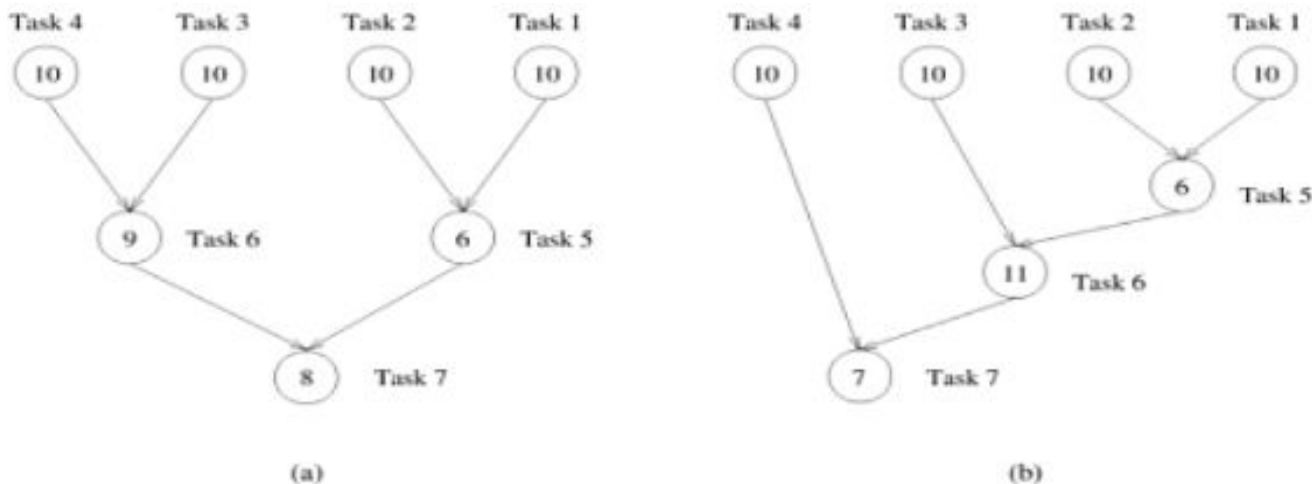 Task 4 Task 3 Task 2 Task 1 Task 4 Task 3 Task 2 Task 1
10 10 10 10 10 10 10 10
6 Task 5
9 Task 6 6 Task 5
11 Task 6
8 Task 7 7 Task 7
(a) (b)